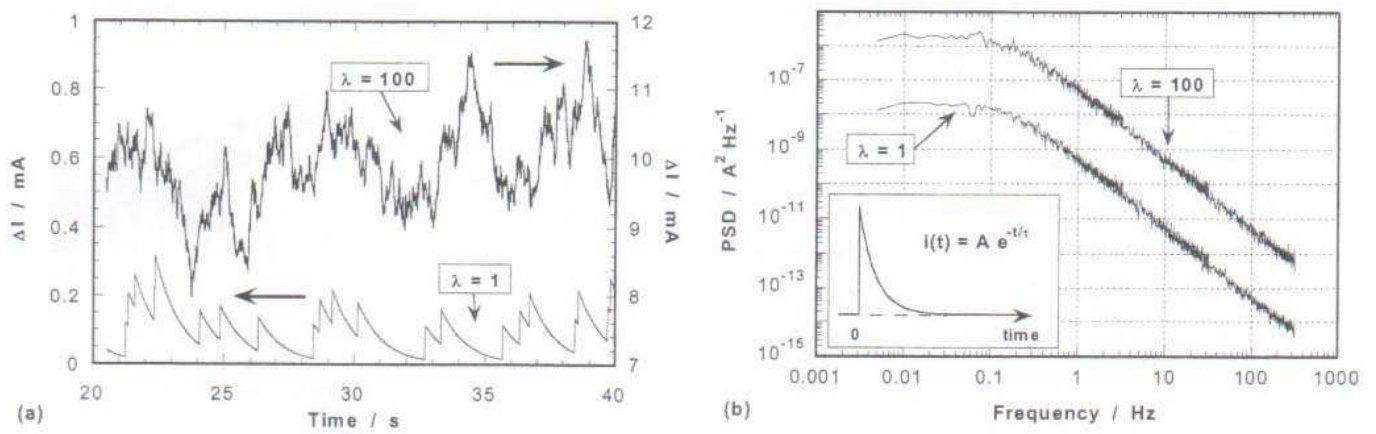 ΔI / mA
1
0.8
0.6
0.4
0.2
0
12
11
10
9
8
7
ΔI / mA
λ = 100
λ = 1
20
25
30
35
40
(a)
Time / s
PSD / A² Hz⁻¹
10⁻⁵
10⁻⁷
10⁻⁹
10⁻¹¹
10⁻¹³
10⁻¹⁵
λ = 100
λ = 1
i(t) = A e^{-t/τ}
0
time
0.001
0.01
0.1
1
10
100
1000
(b)
Frequency / Hz